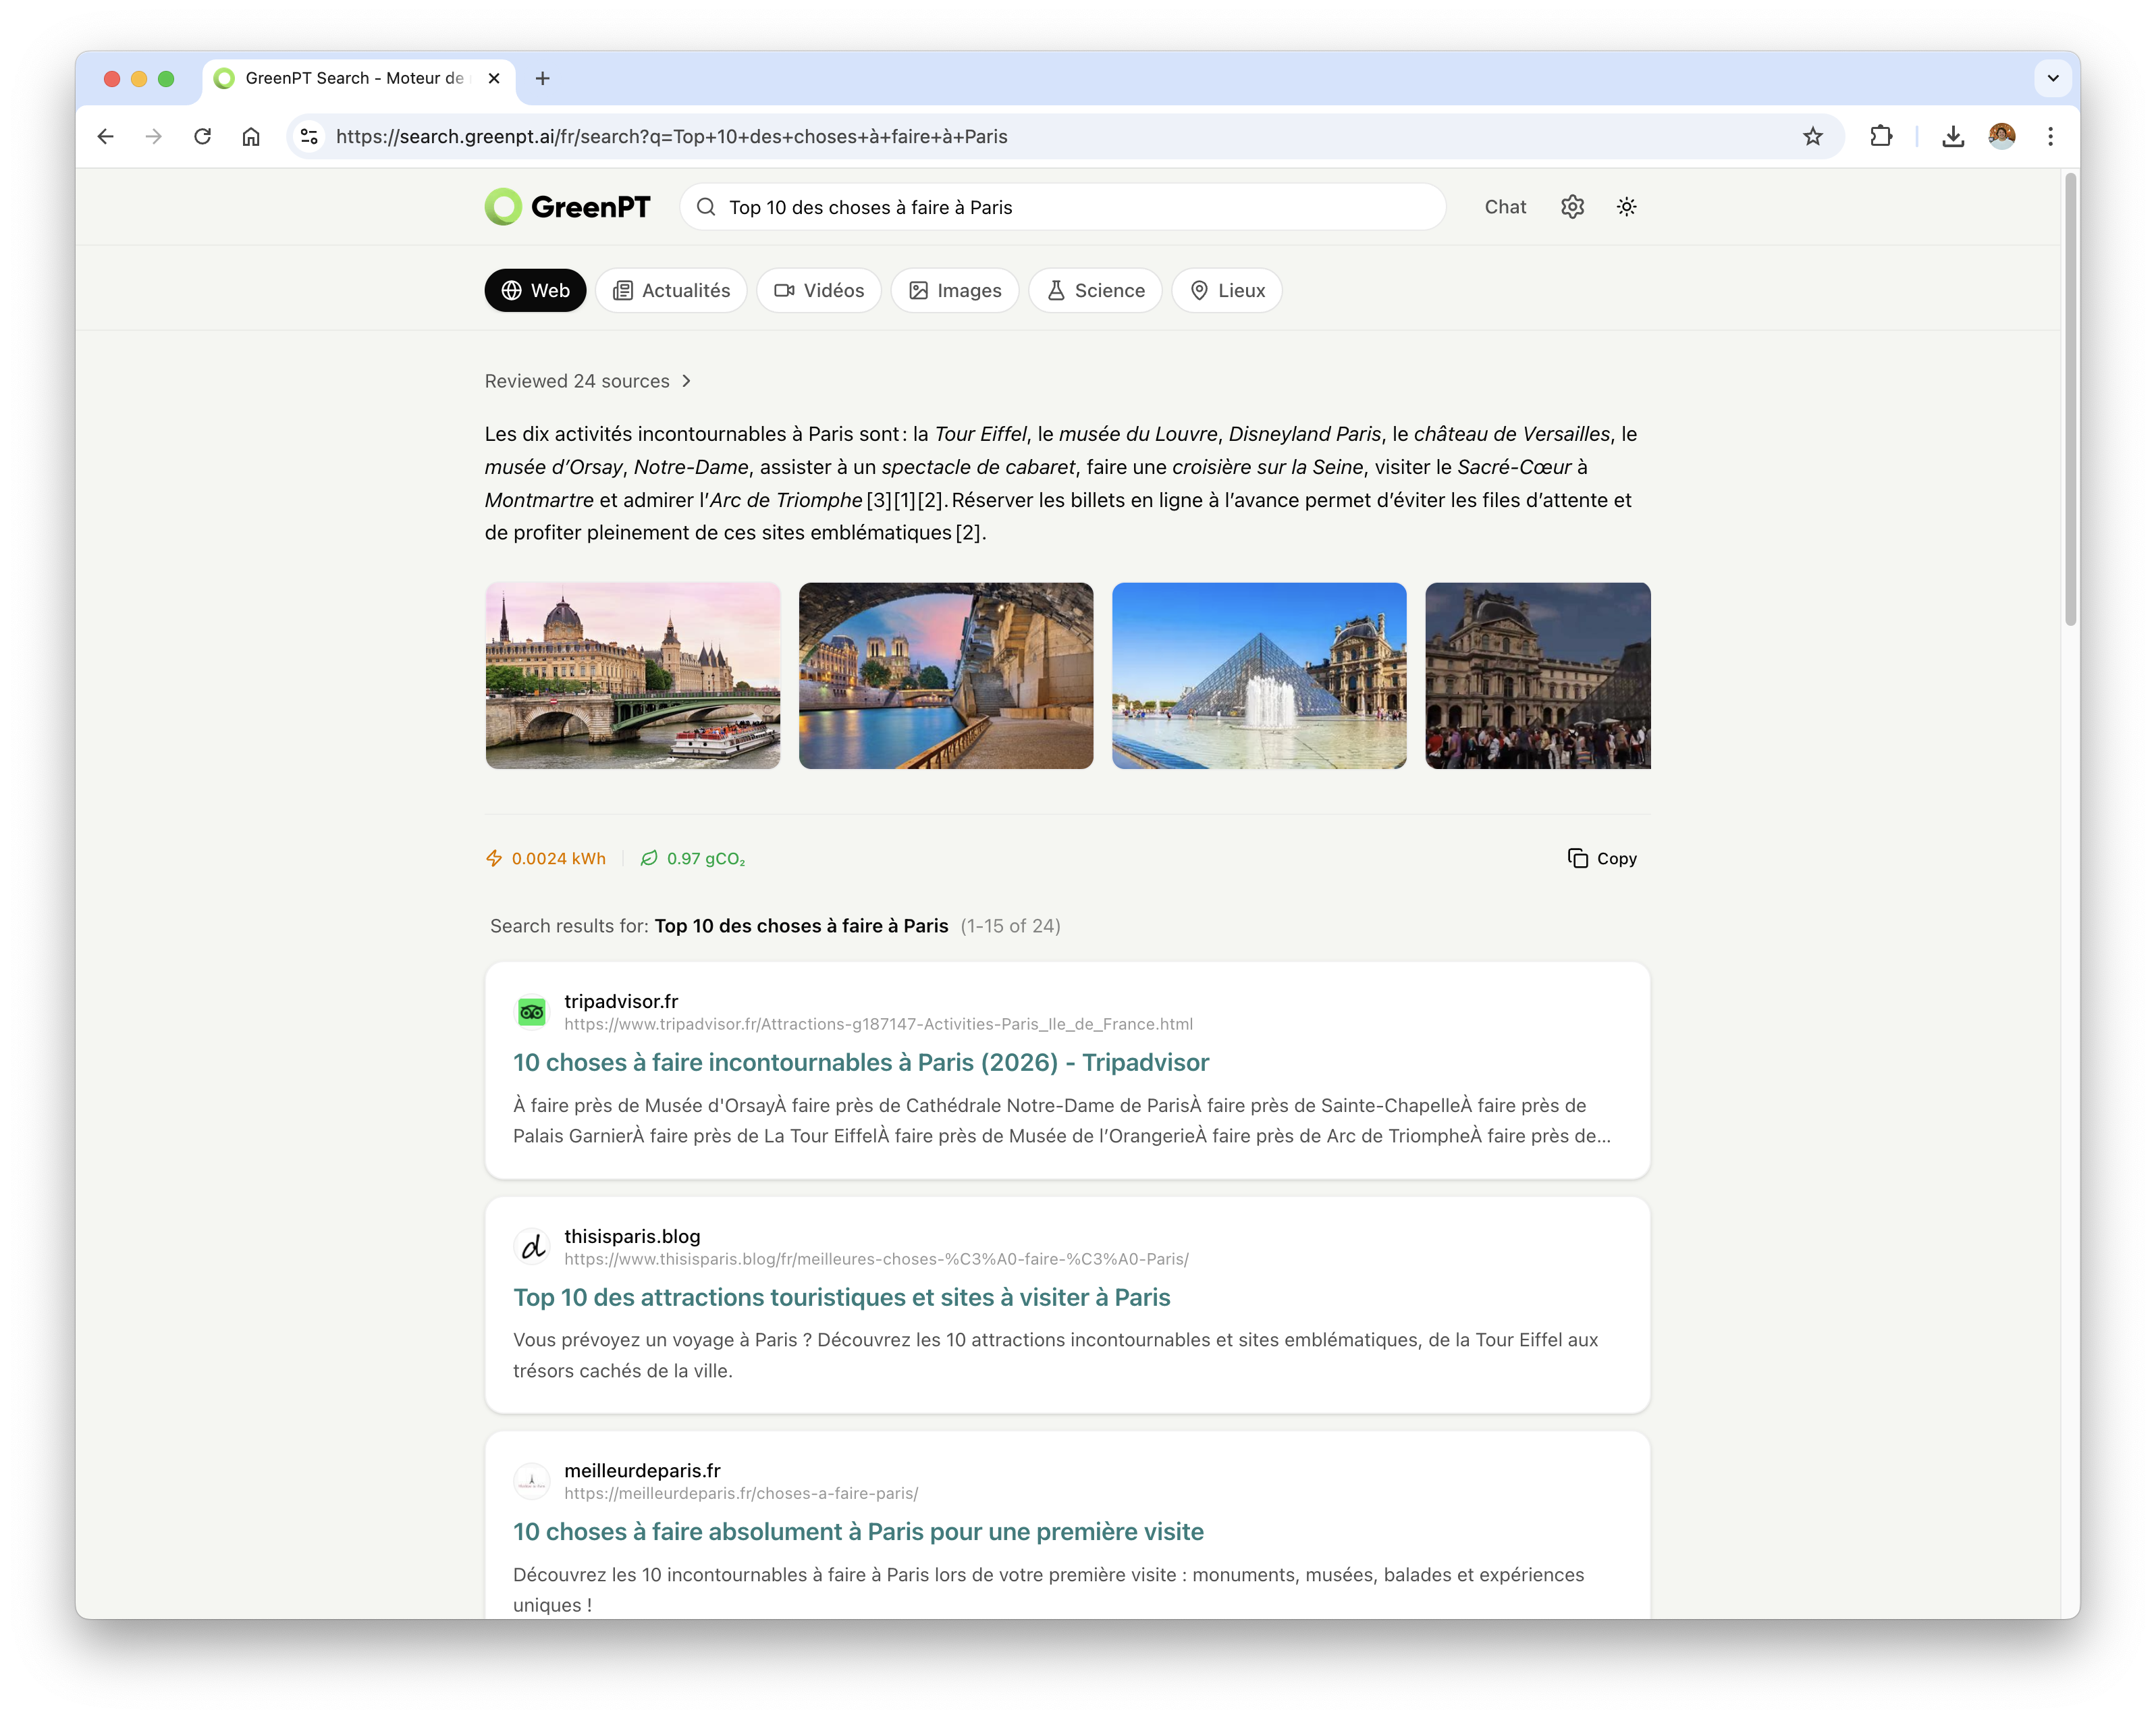 GreenPT Search - Moteur de
https://search.greenpt.ai/fr/search?q=Top+10+des+choses+à+faire+à+Paris
GreenPT
Top 10 des choses à faire à Paris
Chat
Web
Actualités
Vidéos
Images
Science
Lieux
Reviewed 24 sources
Les dix activités incontournables à Paris sont : la Tour Eiffel, le musée du Louvre, Disneyland Paris, le château de Versailles, le
musée d’Orsay, Notre-Dame, assister à un spectacle de cabaret, faire une croisière sur la Seine, visiter le Sacré-Cœur à
Montmartre et admirer l’Arc de Triomphe [3][1][2]. Réserver les billets en ligne à l’avance permet d’éviter les files d’attente et
de profiter pleinement de ces sites emblématiques [2].
0.0024 kWh
0.97 gCO₂
Copy
Search results for: Top 10 des choses à faire à Paris (1-15 of 24)
tripadvisor.fr
https://www.tripadvisor.fr/Attractions-g187147-Activities-Paris_Ile_de_France.html
10 choses à faire incontournables à Paris (2026) - Tripadvisor
À faire près de Musée d'OrsayÀ faire près de Cathédrale Notre-Dame de ParisÀ faire près de Sainte-ChapelleÀ faire près de
Palais GarnierÀ faire près de La Tour EiffelÀ faire près de Musée de l’OrangerieÀ faire près de Arc de TriompheÀ faire près de...
thisisparis.blog
https://www.thisisparis.blog/fr/meilleures-choses-%C3%A0-faire-%C3%A0-Paris/
Top 10 des attractions touristiques et sites à visiter à Paris
Vous prévoyez un voyage à Paris ? Découvrez les 10 attractions incontournables et sites emblématiques, de la Tour Eiffel aux
trésors cachés de la ville.
meilleurdeparis.fr
https://meilleurdeparis.fr/choses-a-faire-paris/
10 choses à faire absolument à Paris pour une première visite
Découvrez les 10 incontournables à faire à Paris lors de votre première visite : monuments, musées, balades et expériences
uniques !